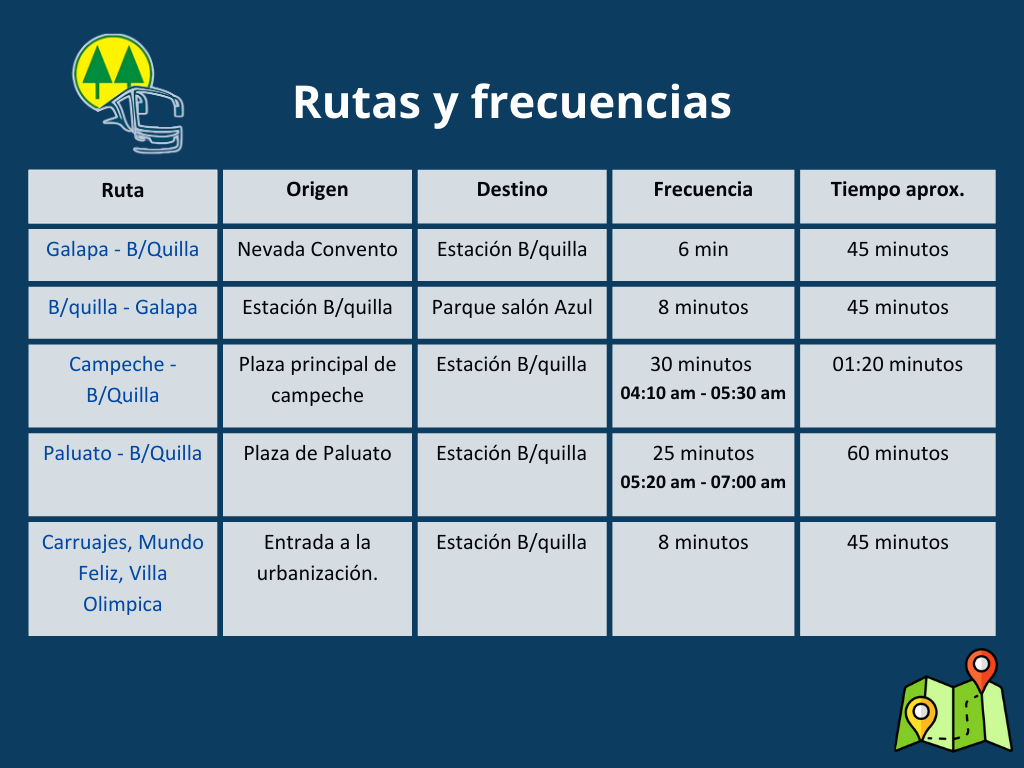 Rutas y frecuencias
Ruta
Origen
Destino
Frecuencia
Tiempo aprox.
Galapa - B/Quilla
Nevada Convento
Estación B/quilla
6 min
45 minutos
B/quilla - Galapa
Estación B/quilla
Parque salón Azul
8 minutos
45 minutos
Campeche -
B/Quilla
Plaza principal de
campeche
Estación B/quilla
30 minutos
04:10 am - 05:30 am
01:20 minutos
Paluato - B/Quilla
Plaza de Paluato
Estación B/quilla
25 minutos
05:20 am - 07:00 am
60 minutos
Carruajes, Mundo
Feliz, Villa
Olimpica
Entrada a la
urbanización.
Estación B/quilla
8 minutos
45 minutos